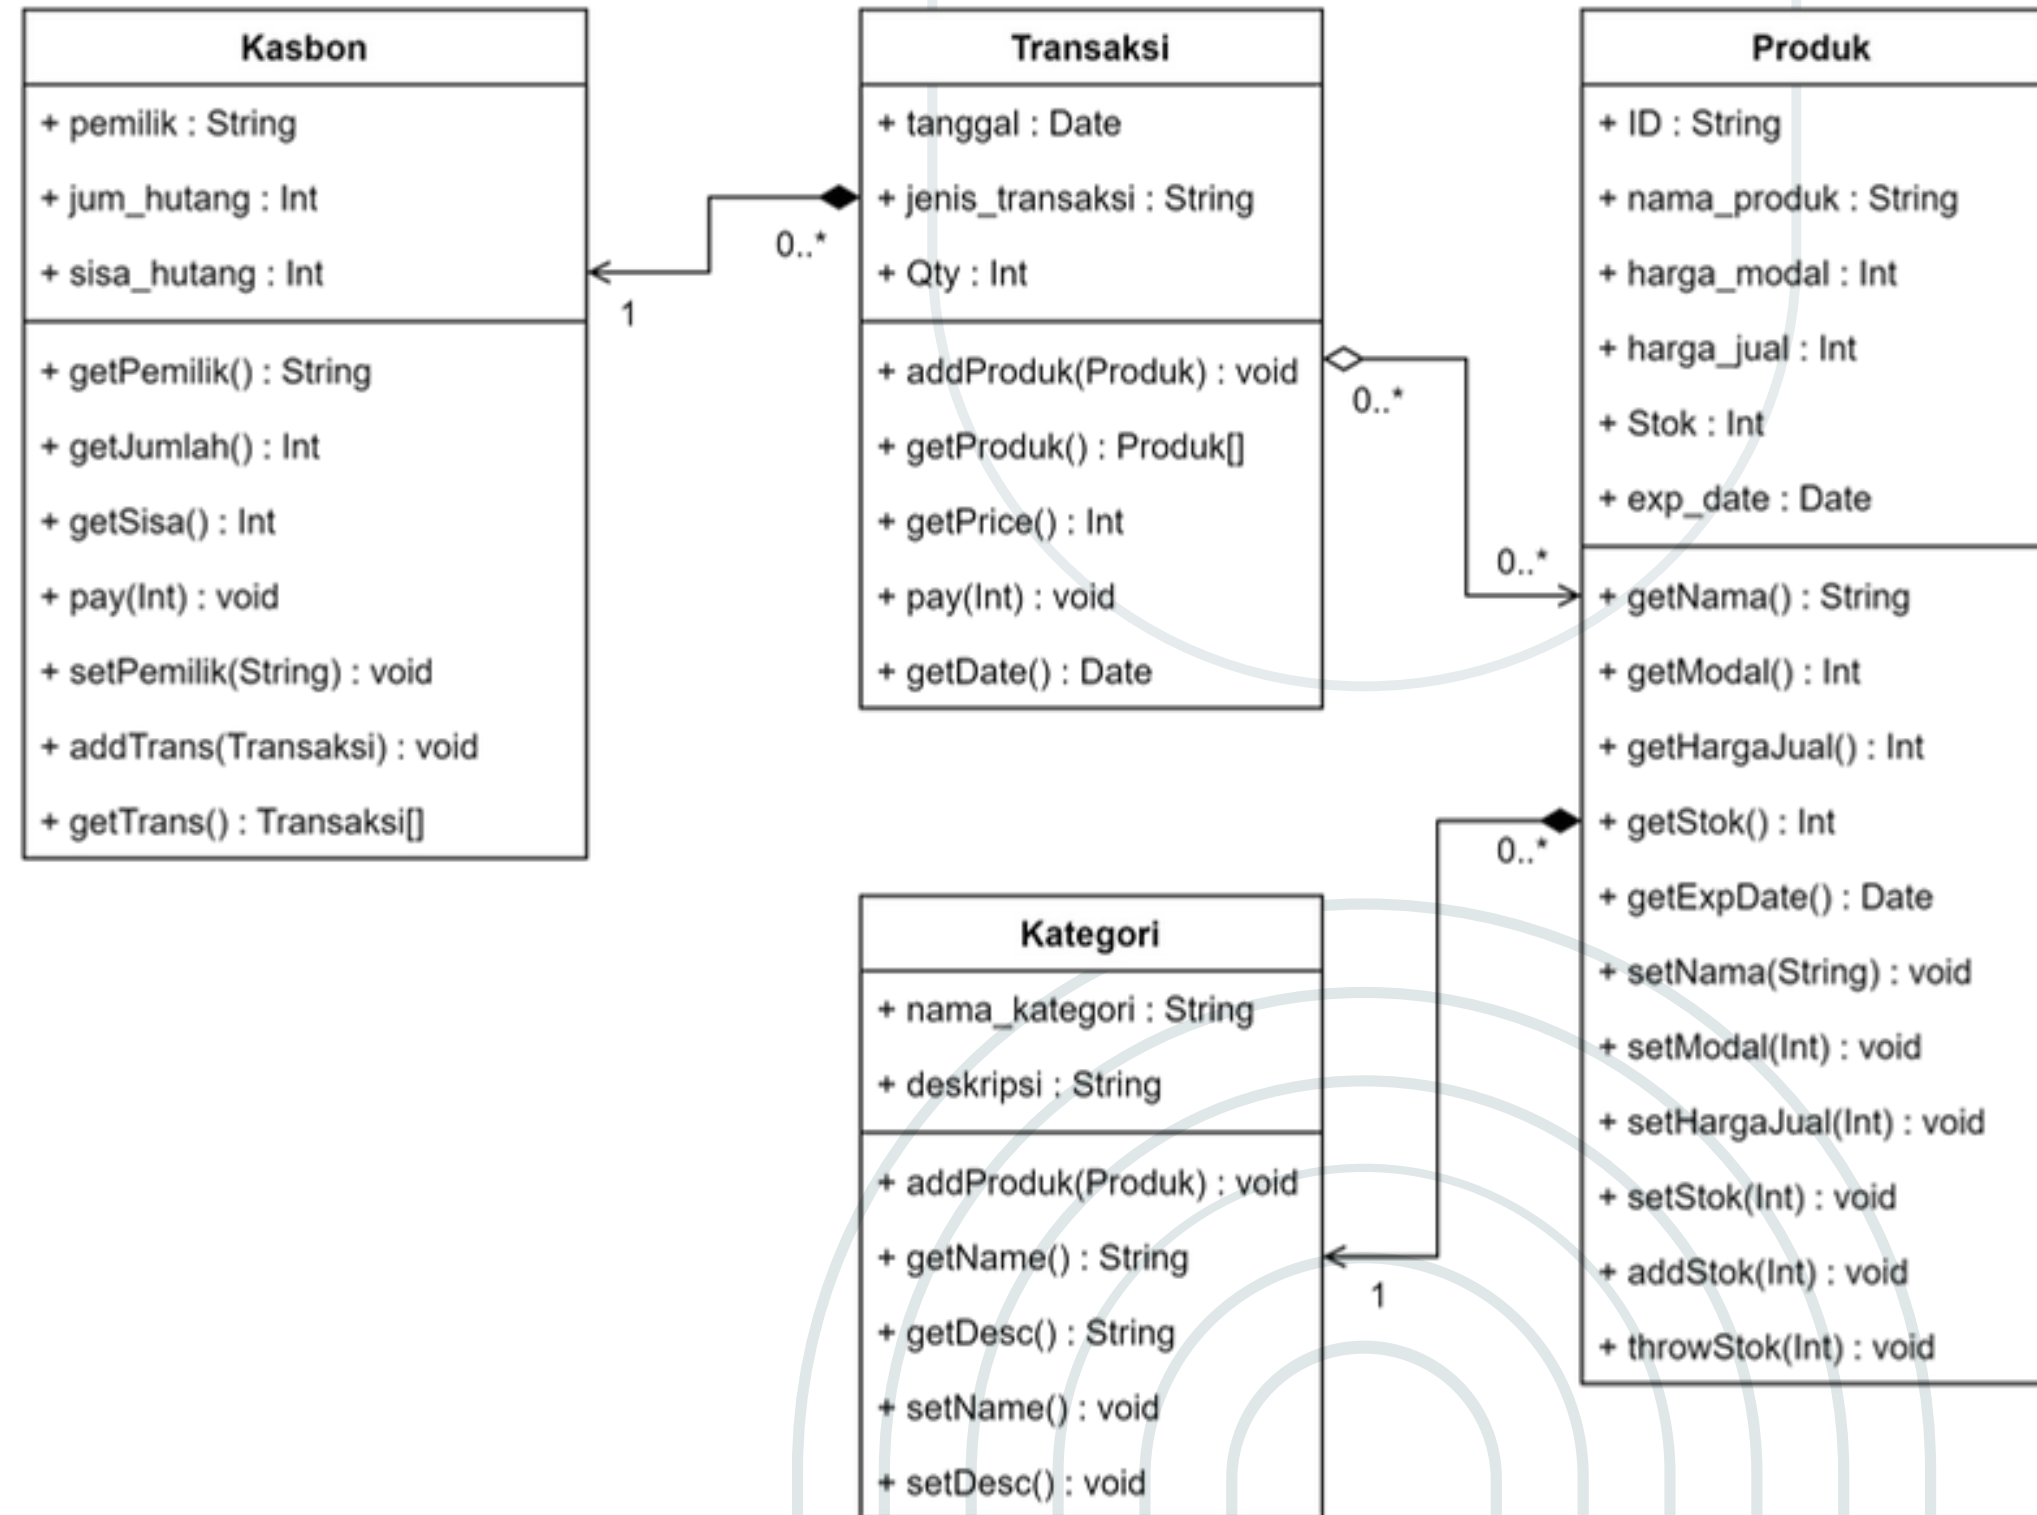 Kasbon
+ pemilik : String
+ jum_hutang : Int
+ sisa_hutang : Int
+ getPemilik() : String
+ getJumlah() : Int
+ getSisa() : Int
+ pay(Int) : void
+ setPemilik(String) : void
+ addTrans(Transaksi) : void
+ getTrans() : Transaksi[]
0..*
1
Transaksi
+ tanggal : Date
+ jenis_transaksi : String
+ Qty : Int
+ addProduk(Produk) : void
+ getProduk() : Produk[]
+ getPrice() : Int
+ pay(Int) : void
+ getDate() : Date
0..*
0..*
Produk
+ ID : String
+ nama_produk : String
+ harga_modal : Int
+ harga_jual : Int
+ Stok : Int
+ exp_date : Date
+ getNama() : String
+ getModal() : Int
+ getHargaJual() : Int
+ getStok() : Int
+ getExpDate() : Date
+ setNama(String) : void
+ setModal(Int) : void
+ setHargaJual(Int) : void
+ setStok(Int) : void
+ addStok(Int) : void
+ throwStok(Int) : void
0..*
1
Kategori
+ nama_kategori : String
+ deskripsi : String
+ addProduk(Produk) : void
+ getName() : String
+ getDesc() : String
+ setName() : void
+ setDesc() : void